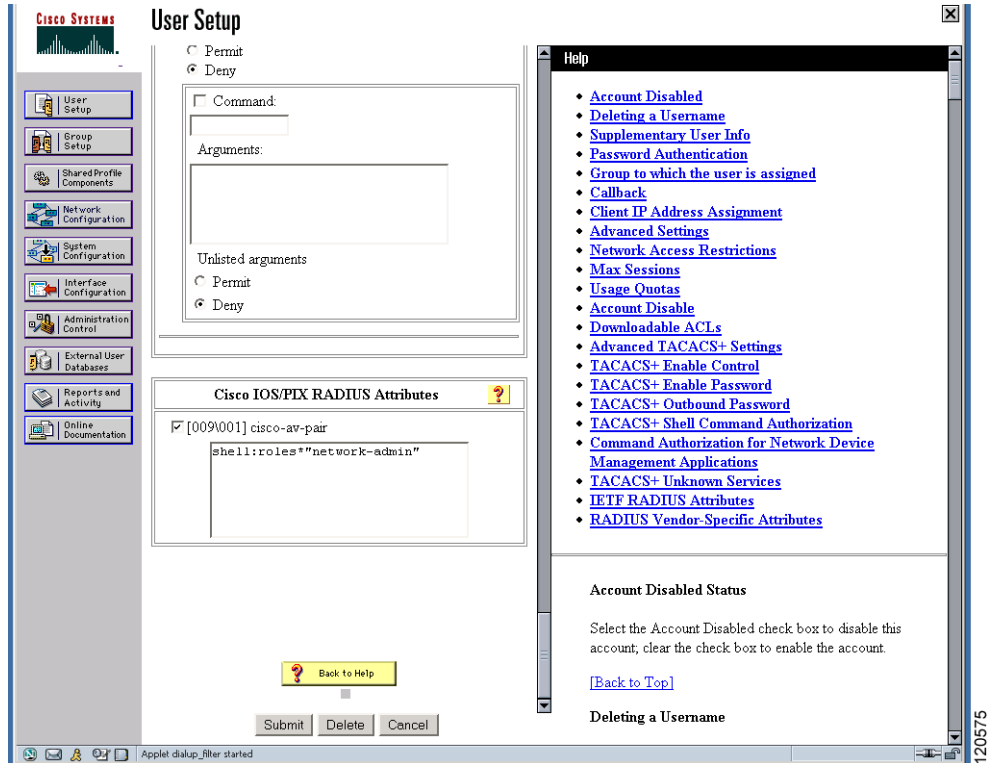 CISCO SYSTEMS
User Setup
User
Setup
Group
Setup
Shared Profile
Components
Network
Configuration
System
Configuration
Interface
Configuration
Administration
Control
External User
Databases
Reports and
Activity
Online
Documentation
Permit
Deny
Command:
Arguments:
Unlisted arguments
Permit
Deny
Cisco IOS/PIX RADIUS Attributes
?
[009\001] cisco-av-pair
shell:roles*"network-admin"
? Back to Help
Submit
Delete
Cancel
Help
Account Disabled
Deleting a Username
Supplementary User Info
Password Authentication
Group to which the user is assigned
Callback
Client IP Address Assignment
Advanced Settings
Network Access Restrictions
Max Sessions
Usage Quotas
Account Disable
Downloadable ACLs
Advanced TACACS+ Settings
TACACS+ Enable Control
TACACS+ Enable Password
TACACS+ Outbound Password
TACACS+ Shell Command Authorization
Command Authorization for Network Device
Management Applications
TACACS+ Unknown Services
IETF RADIUS Attributes
RADIUS Vendor-Specific Attributes
Account Disabled Status
Select the Account Disabled check box to disable this
account; clear the check box to enable the account.
[Back to Top]
Deleting a Username
Applet dialup_filter started
120575